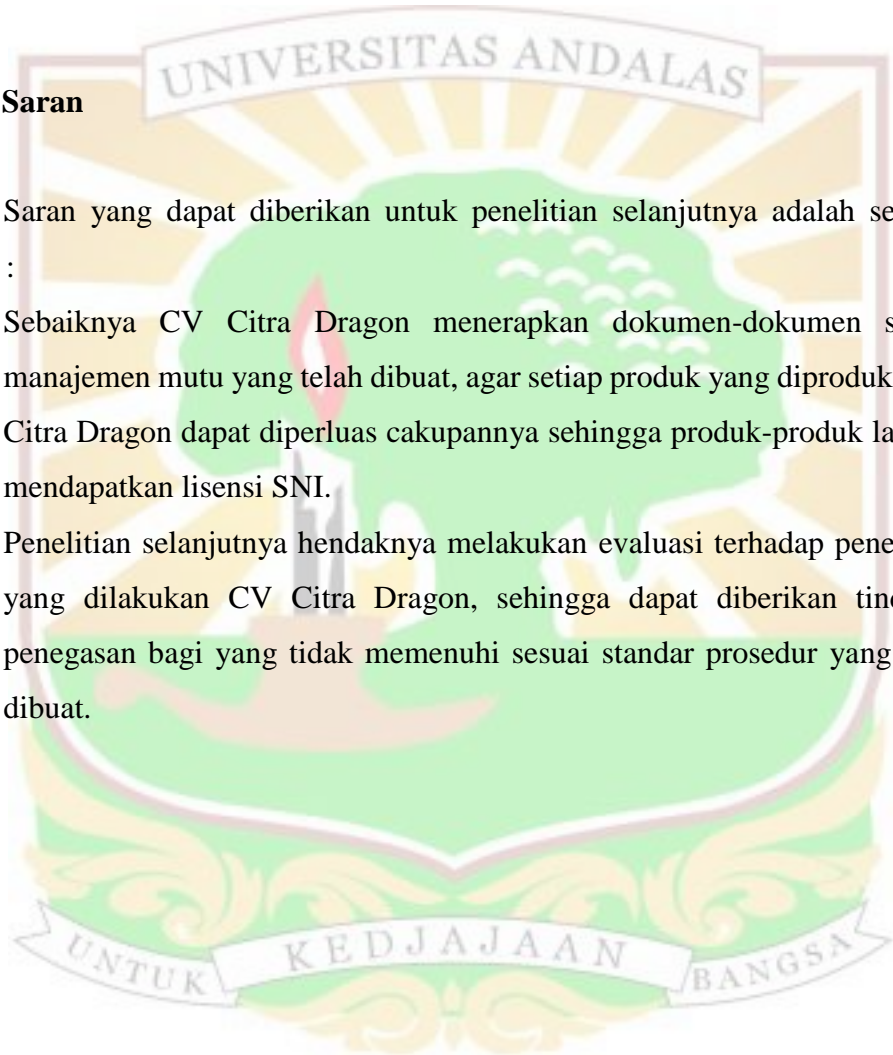 UNIVERSITAS ANDALAS
Saran
Saran yang dapat diberikan untuk penelitian selanjutnya adalah se
:
Sebaiknya CV Citra Dragon menerapkan dokumen-dokumen s
manajemen mutu yang telah dibuat, agar setiap produk yang diproduk
Citra Dragon dapat diperluas cakupannya sehingga produk-produk la
mendapatkan lisensi SNI.
Penelitian selanjutnya hendaknya melakukan evaluasi terhadap pene
yang dilakukan CV Citra Dragon, sehingga dapat diberikan tind
penegasan bagi yang tidak memenuhi sesuai standar prosedur yang
dibuat.
UNTUK KEDJAJAAN BANGSA